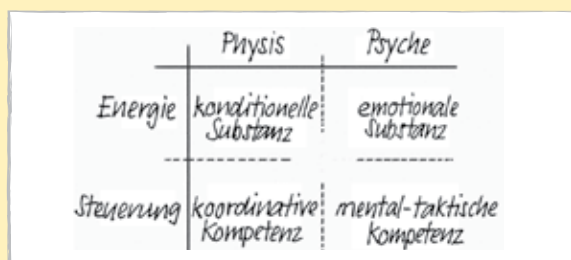 Physis Psyche
Energie konditionelle emotionale
Substanz Substanz
Steuerung koordinative mental-taktische
Kompetenz Kompetenz